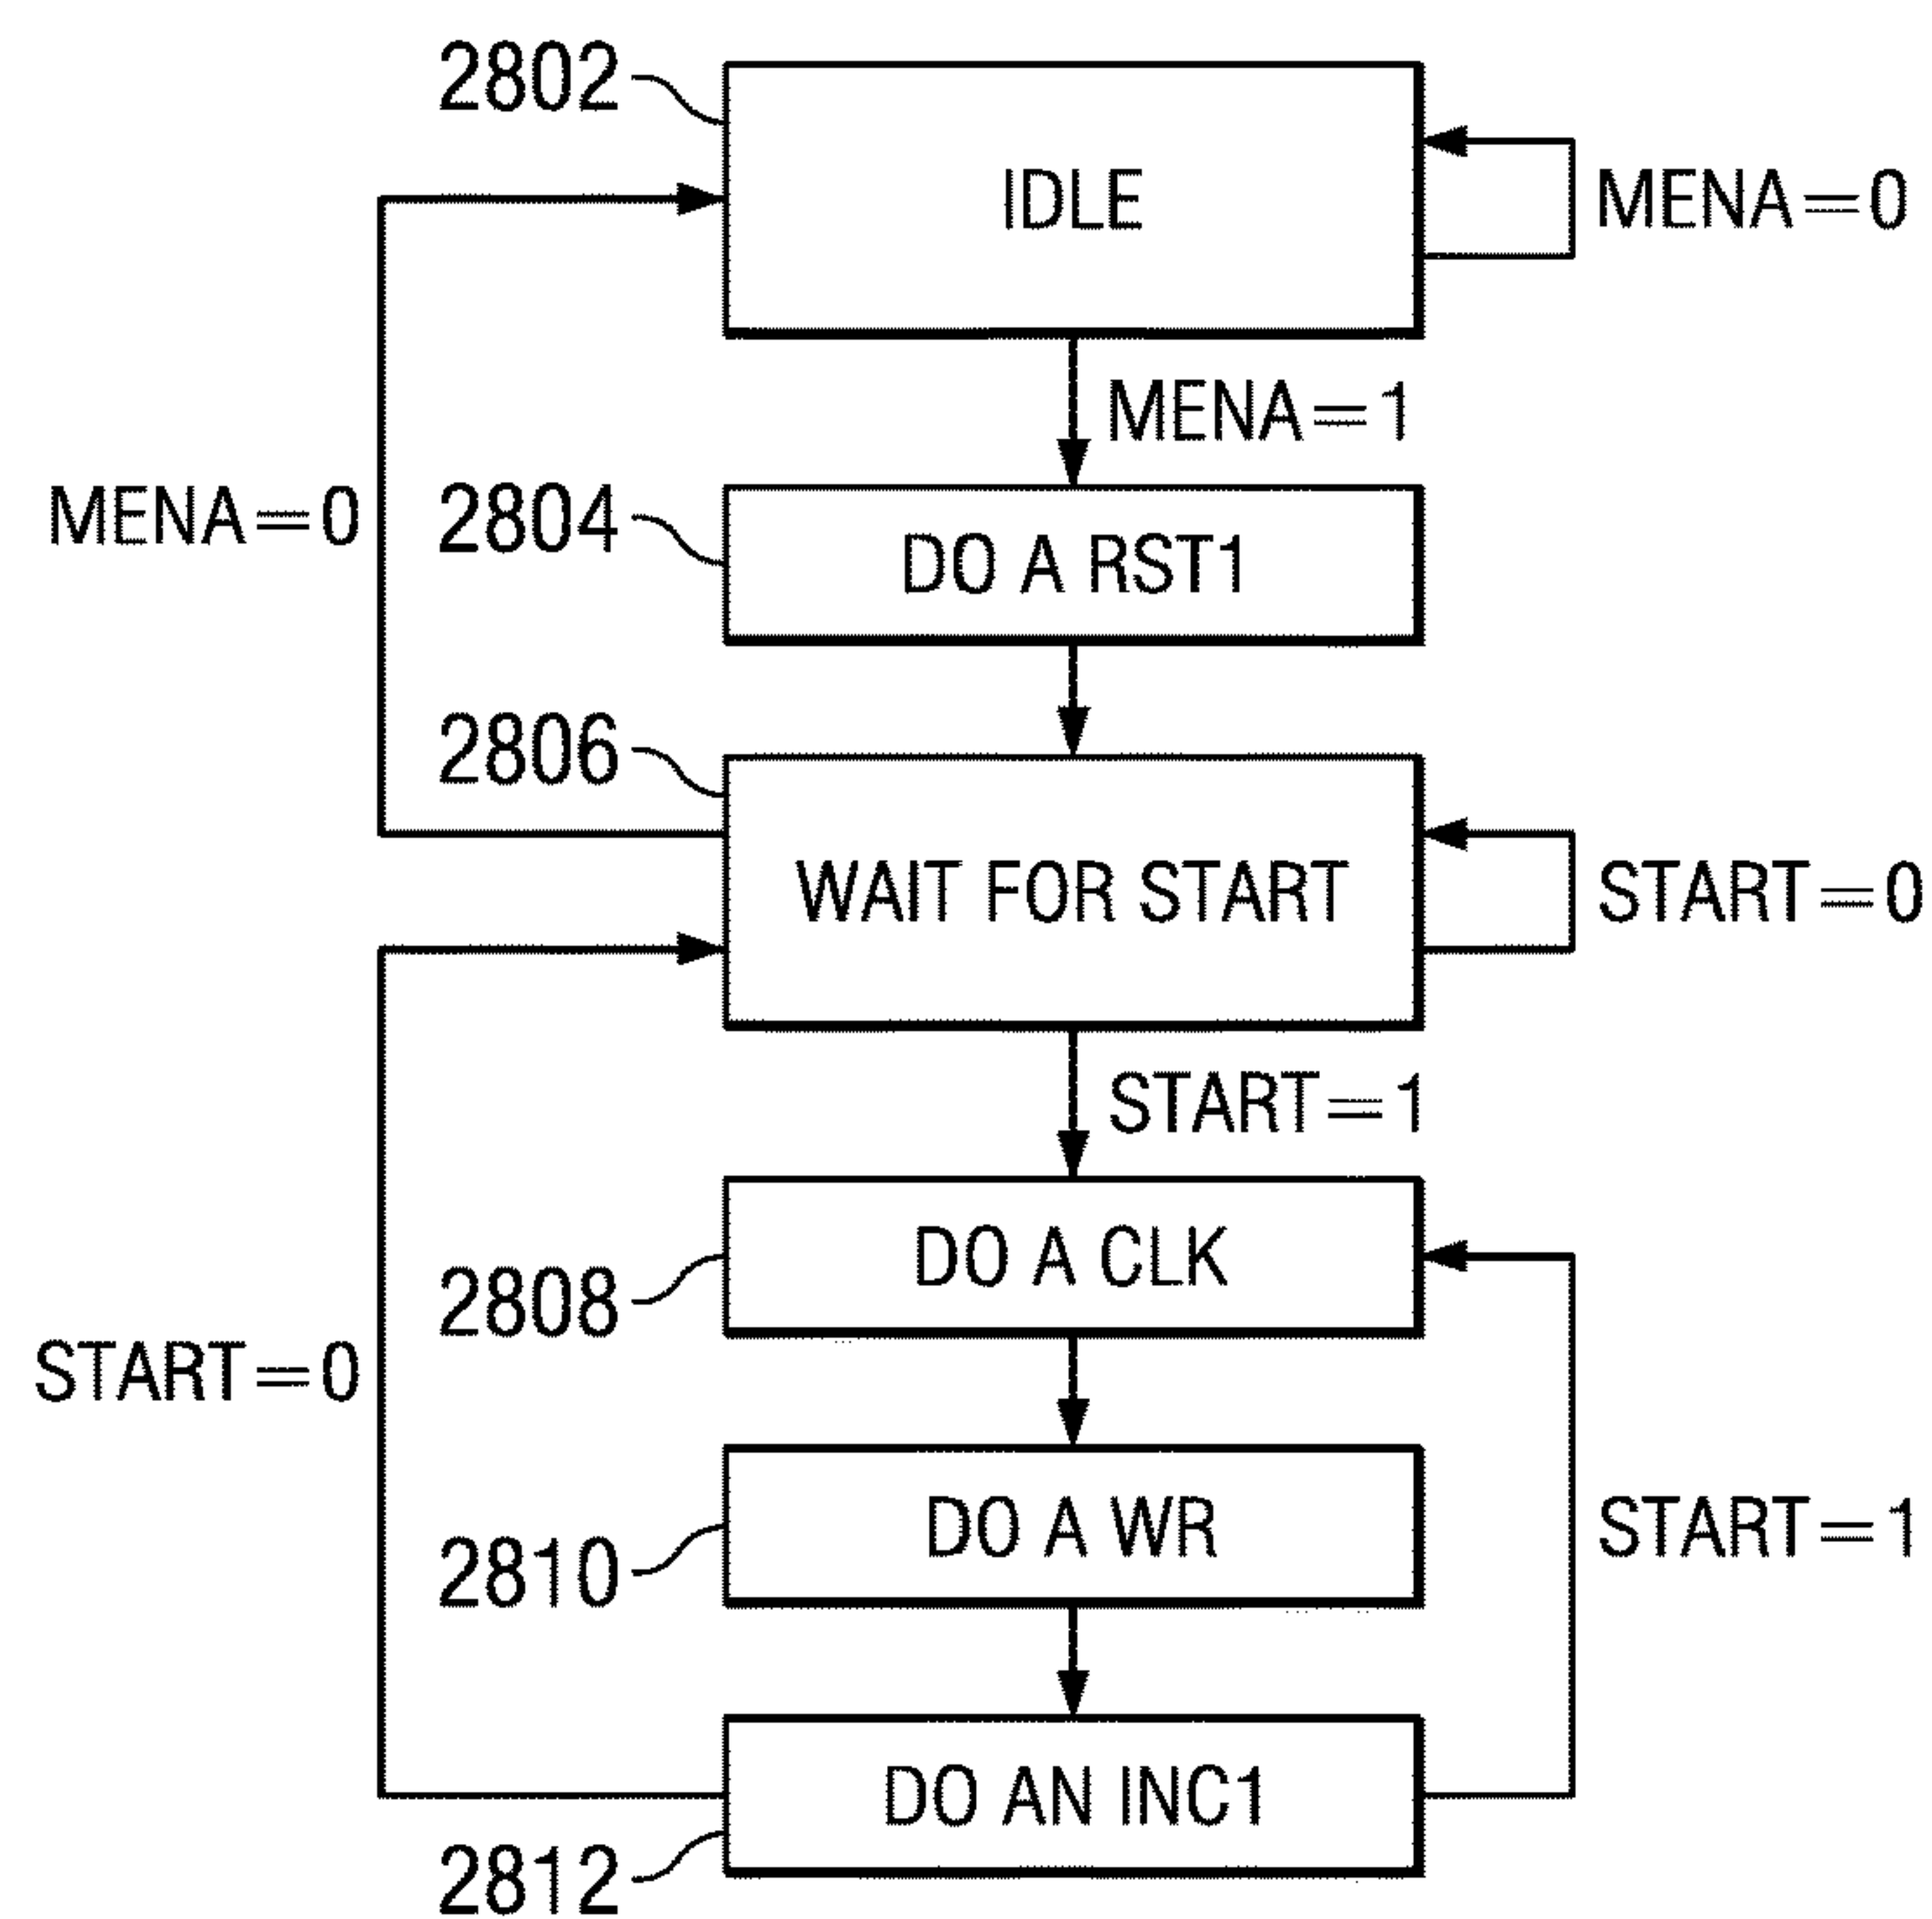 2802
IDLE
MENA=0
MENA=1
MENA=0
2804
DO A RST1
2806
WAIT FOR START
START=0
START=1
DO A CLK
2808
START=0
DO A WR
2810
START=1
DO AN INC1
2812